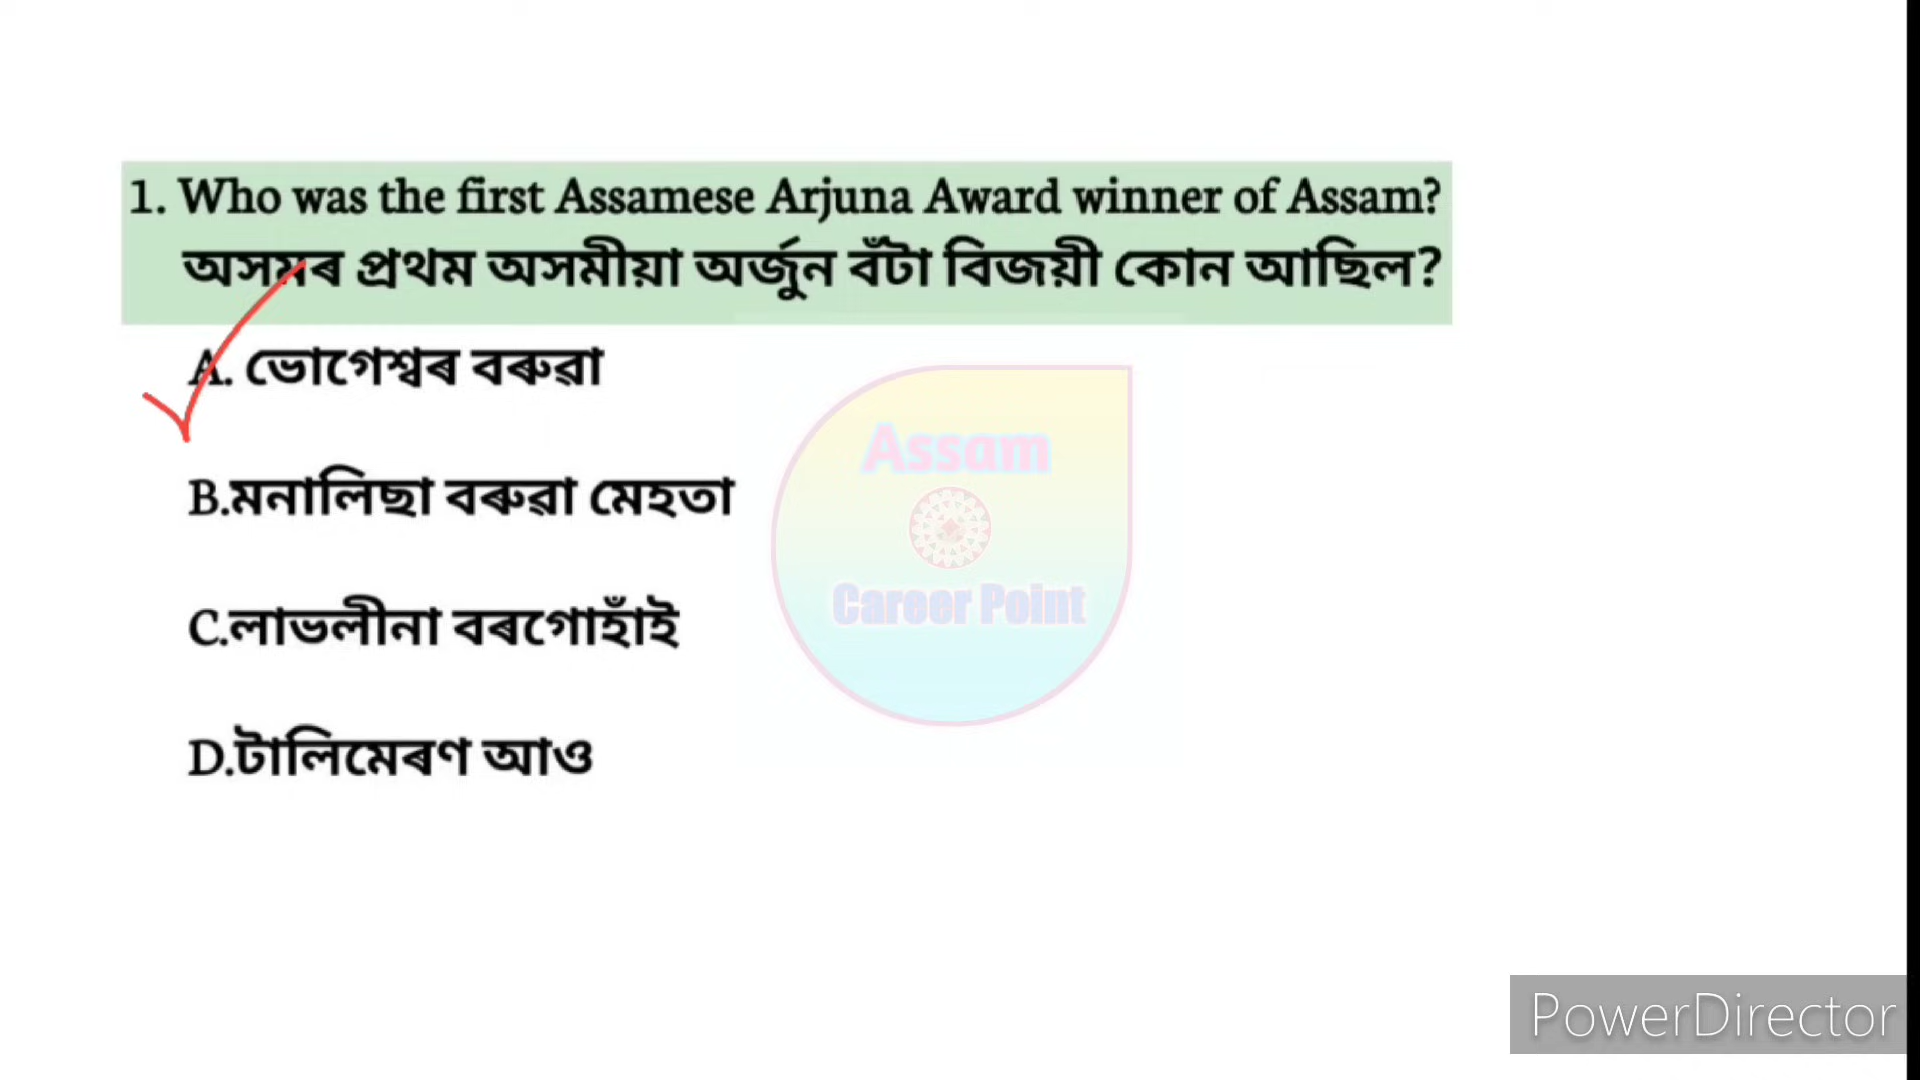 1. Who was the first Assamese Arjuna Award winner of Assam?
অসমৰ প্ৰথম অসমীয়া অৰ্জুন বঁটা বিজয়ী কোন আছিল?
A. ভোগেশ্বৰ বৰুৱা
B.মনালিছা বৰুৱা মেহতা
C.লাভলীনা বৰগোহাঁই
D.টালিমেৰণ আও
Assam
Career Point
PowerDirector